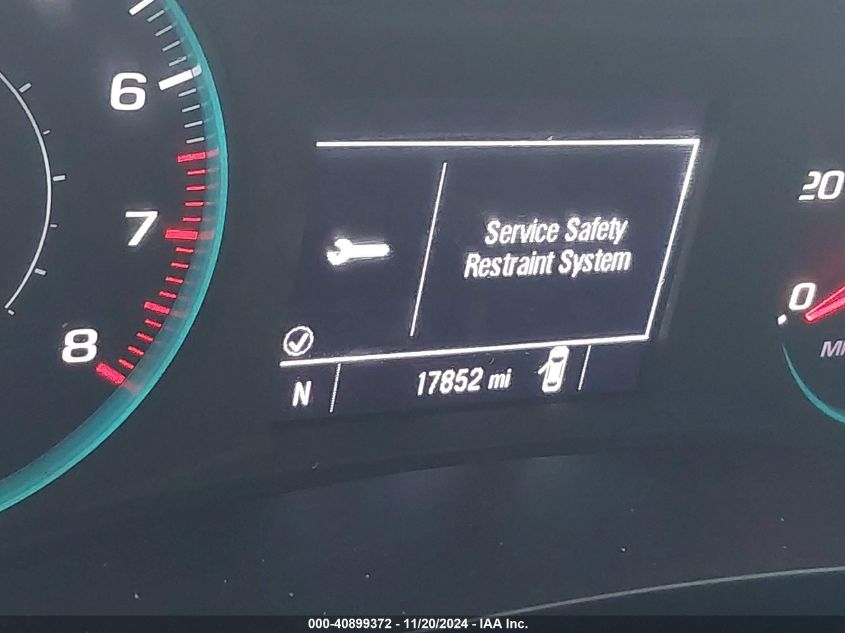 6
7
8
Service Safety
Restraint System
N
17852 mi
20
0
000-40899372 - 11/20/2024 - IAA Inc.